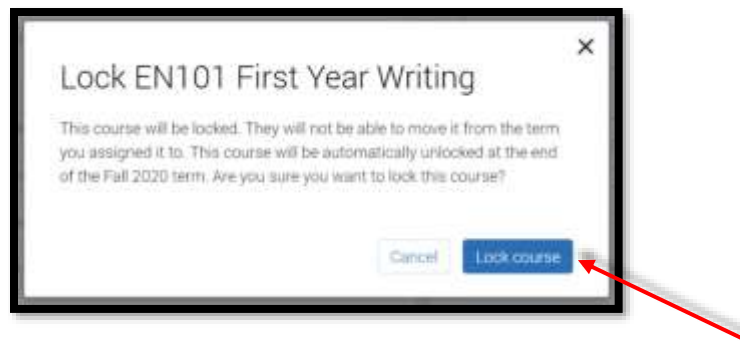 Lock EN101 First Year Writing
This course will be locked. They will not be able to move it from the term
you assigned it to. This course will be automatically unlocked at the end
of the Fall 2020 term. Are you sure you want to lock this course?
Cancel Lock course